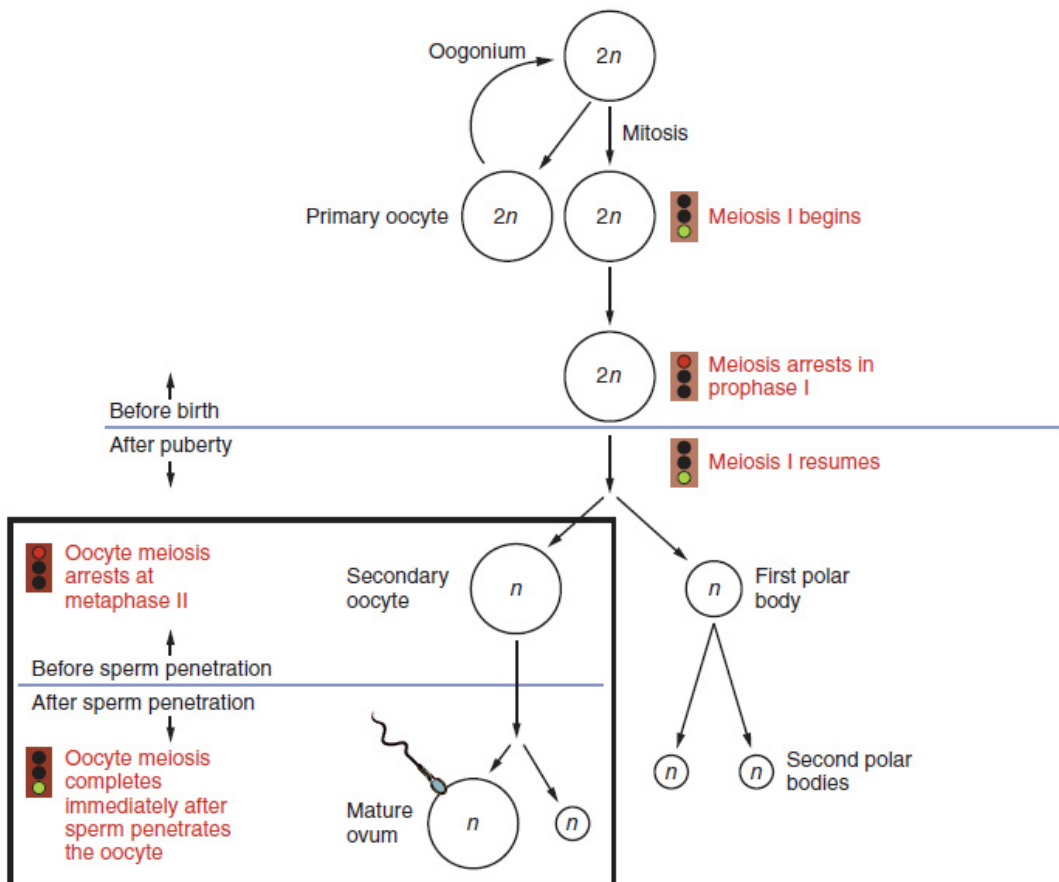 Oogonium
2n
Mitosis
Primary oocyte
2n
2n
Meiosis I begins
2n
Meiosis arrests in
prophase I
Before birth
After puberty
Meiosis I resumes
Oocyte meiosis
arrests at
metaphase II
Secondary
oocyte
n
n
First polar
body
Before sperm penetration
After sperm penetration
Oocyte meiosis
completes
immediately after
sperm penetrates
the oocyte
Mature
ovum
n
n
n
n
Second polar
bodies